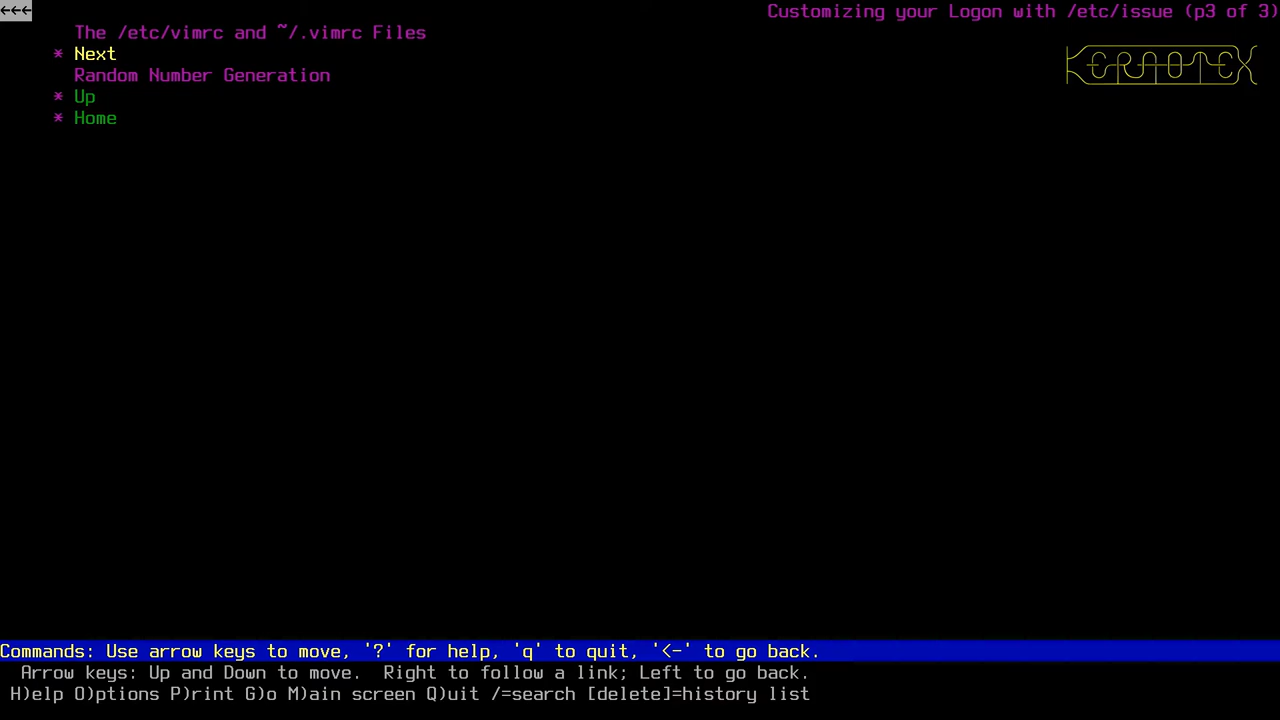 ←←←
Customizing your Logon with /etc/issue (p3 of 3)
The /etc/vimrc and ~/.vimrc Files
* Next
Random Number Generation
* Up
* Home
KERNOTEX
Commands: Use arrow keys to move, '?' for help, 'q' to quit, '<-' to go back.
Arrow keys: Up and Down to move.  Right to follow a link; Left to go back.
H)elp O)ptions P)rint G)o M)ain screen Q)uit /=search [delete]=history list